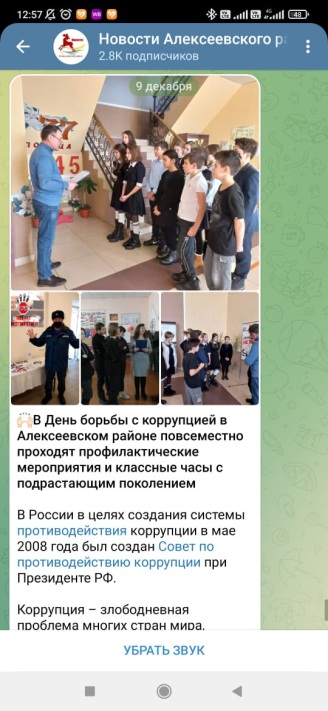 12:57
48
Новости Алексеевского ра
2.8K подписчиков
9 декабря
45
🙌🏻В День борьбы с коррупцией в
Алексеевском районе повсеместно
проходят профилактические
мероприятия и классные часы с
подрастающим поколением
В России в целях создания системы
противодействия коррупции в мае
2008 года был создан Совет по
противодействию коррупции при
Президенте РФ.
Коррупция – злободневная
проблема многих стран мира,
УБРАТЬ ЗВУК